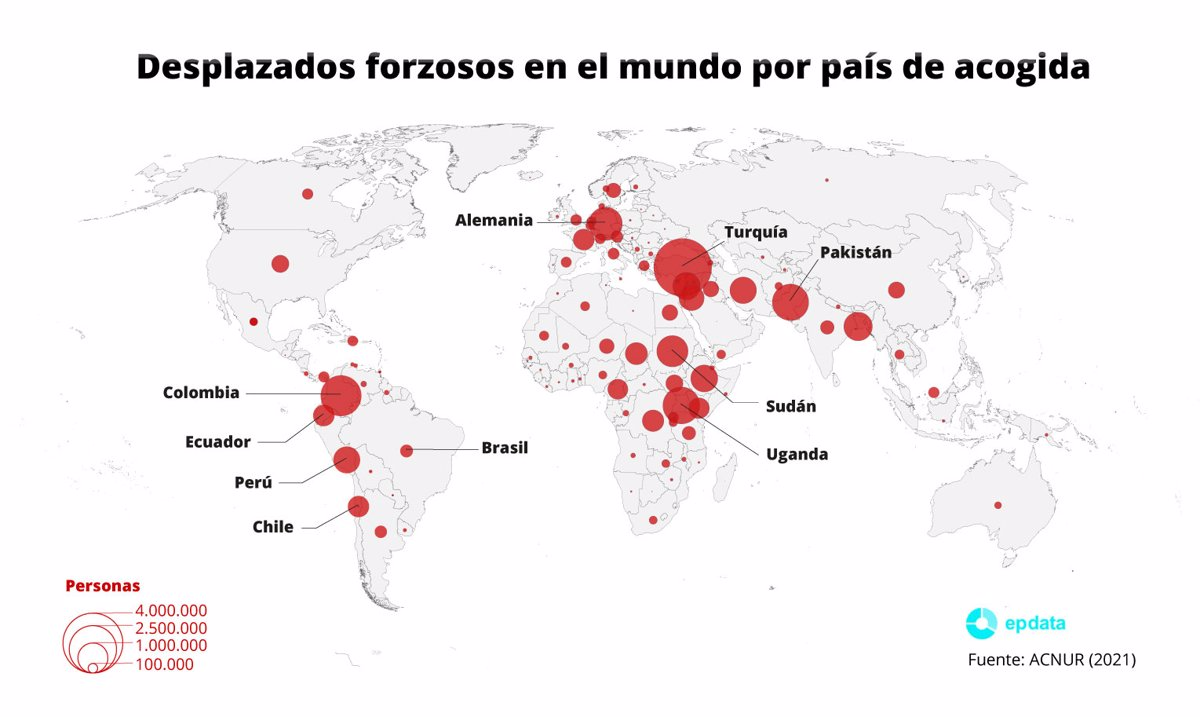 Desplazados forzosos en el mundo por país de acogida
Alemania
Turquía
Pakistán
Colombia
Ecuador
Perú
Chile
Brasil
Sudán
Uganda
Personas
4.000.000
2.500.000
1.000.000
100.000
epdata
Fuente: ACNUR (2021)